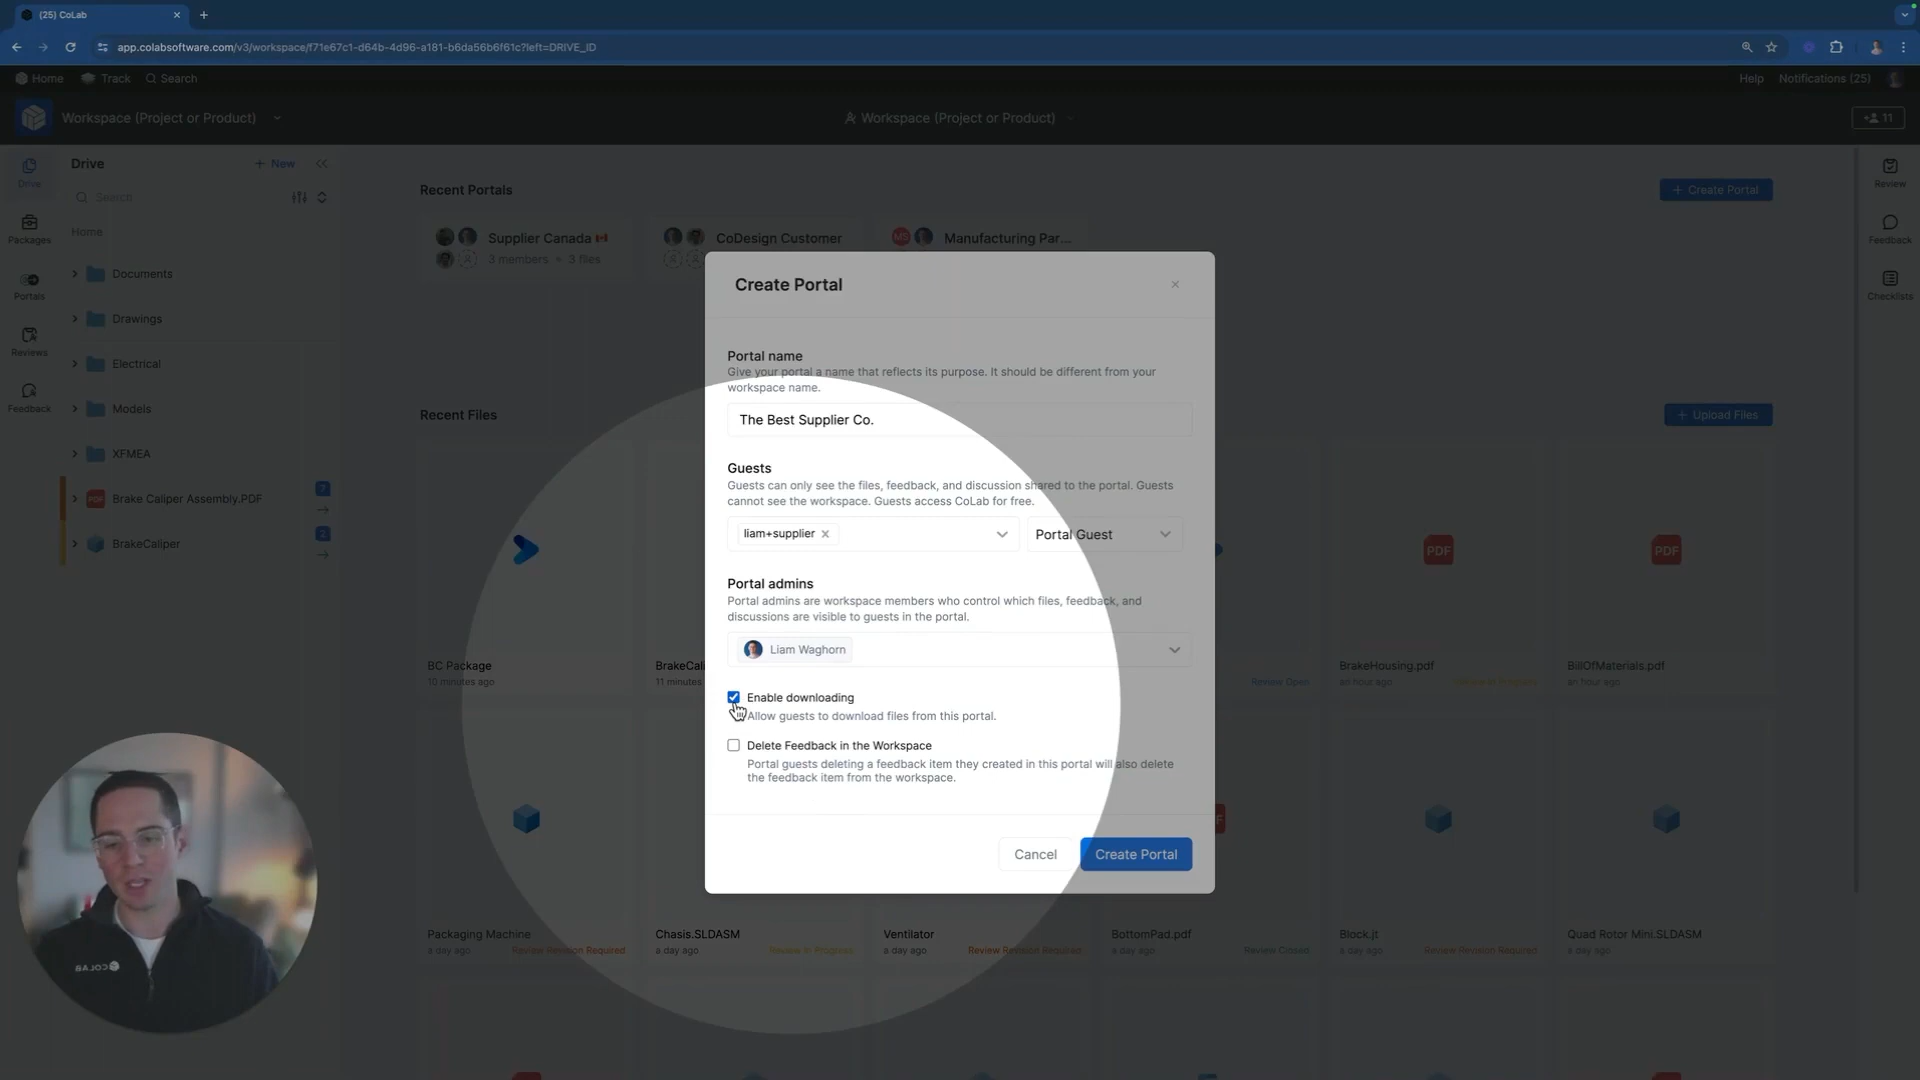 (25) CoLab
app.colabsoftware.com/v3/workspace/f71e67c1-d64b-4d96-a181-b6da56b6f61c?left=DRIVE_ID
Home
Track
Search
Help
Notifications (25)
Workspace (Project or Product)
Workspace (Project or Product)
11
Drive
Packages
Portals
Reviews
Feedback
Drive
+ New
Search
Home
Documents
Drawings
Electrical
Models
XFMEA
PDF
Brake Caliper Assembly.PDF
7
BrakeCaliper
2
Recent Portals
+ Create Portal
Supplier Canada
3 members • 3 files
CoDesign Customer
MS
Manufacturing Par...
Review
Feedback
Checklists
Create Portal
Portal name
Give your portal a name that reflects its purpose. It should be different from your
workspace name.
The Best Supplier Co.
Guests
Guests can only see the files, feedback, and discussion shared to the portal. Guests
cannot see the workspace. Guests access CoLab for free.
liam+supplier
Portal Guest
Portal admins
Portal admins are workspace members who control which files, feedback, and
discussions are visible to guests in the portal.
Liam Waghorn
Enable downloading
Allow guests to download files from this portal.
Delete Feedback in the Workspace
Portal guests deleting a feedback item they created in this portal will also delete
the feedback item from the workspace.
Cancel
Create Portal
Recent Files
+ Upload Files
PDF
PDF
BC Package
10 minutes ago
BrakeCali
11 minutes
Review Open
BrakeHousing.pdf
an hour ago
Review In Progress
BillOfMaterials.pdf
an hour ago
Packaging Machine
a day ago
Review Revision Required
Chasis.SLDASM
a day ago
Review In Progress
Ventilator
a day ago
Review Revision Required
BottomPad.pdf
a day ago
Review Closed
Block.jt
a day ago
Review Revision Required
Quad Rotor Mini.SLDASM
a day ago
COLAB